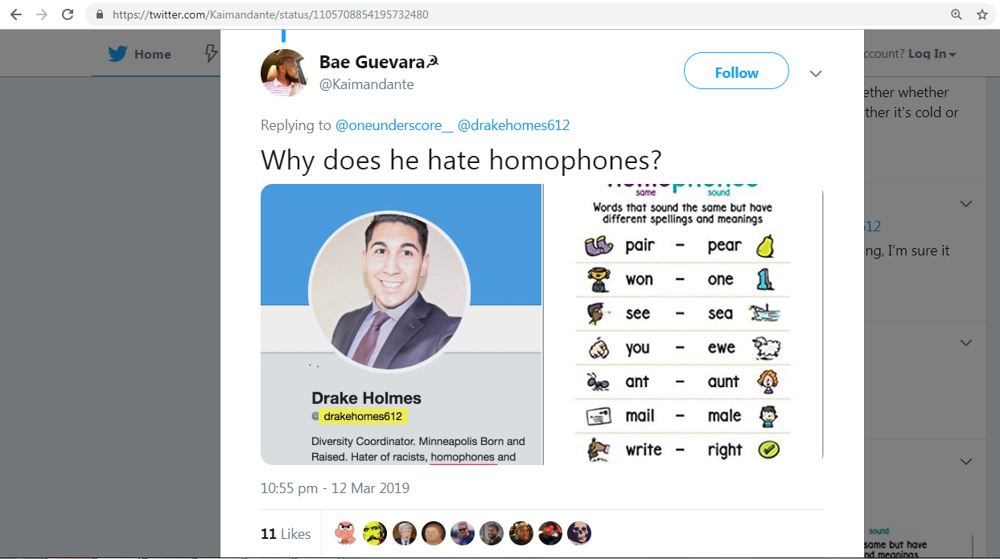 https://twitter.com/Kaimandante/status/1105708854195732480
Home
ccount? Log In
Bae Guevara☭
@Kaimandante
Follow
Replying to @oneunderscore__ @drakehomes612
Why does he hate homophones?
Drake Holmes
@drakehomes612
Diversity Coordinator. Minneapolis Born and
Raised. Hater of racists, homophones and
homophones
same sound
Words that sound the same but have
different spellings and meanings
pair - pear
won - one
see - sea
you - ewe
ant - aunt
mail - male
write - right
10:55 pm - 12 Mar 2019
11 Likes
ether whether
ther it's cold or
612
ng, I'm sure it
sound
same but have
nd meanings